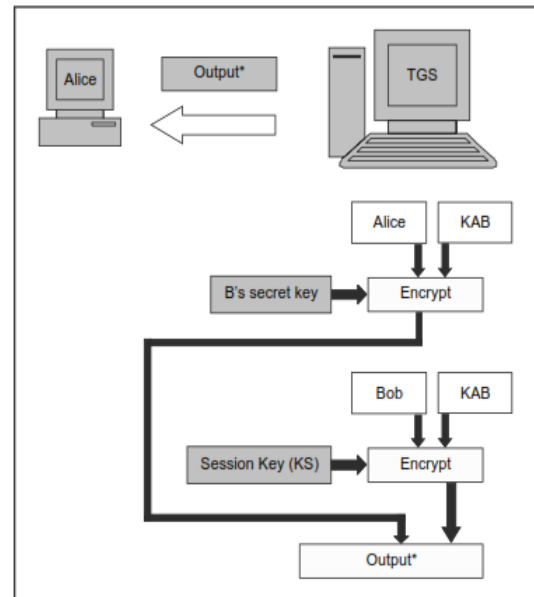 Alice
Output*
TGS
Alice KAB
B's secret key Encrypt
Bob KAB
Session Key (KS) Encrypt
Output*